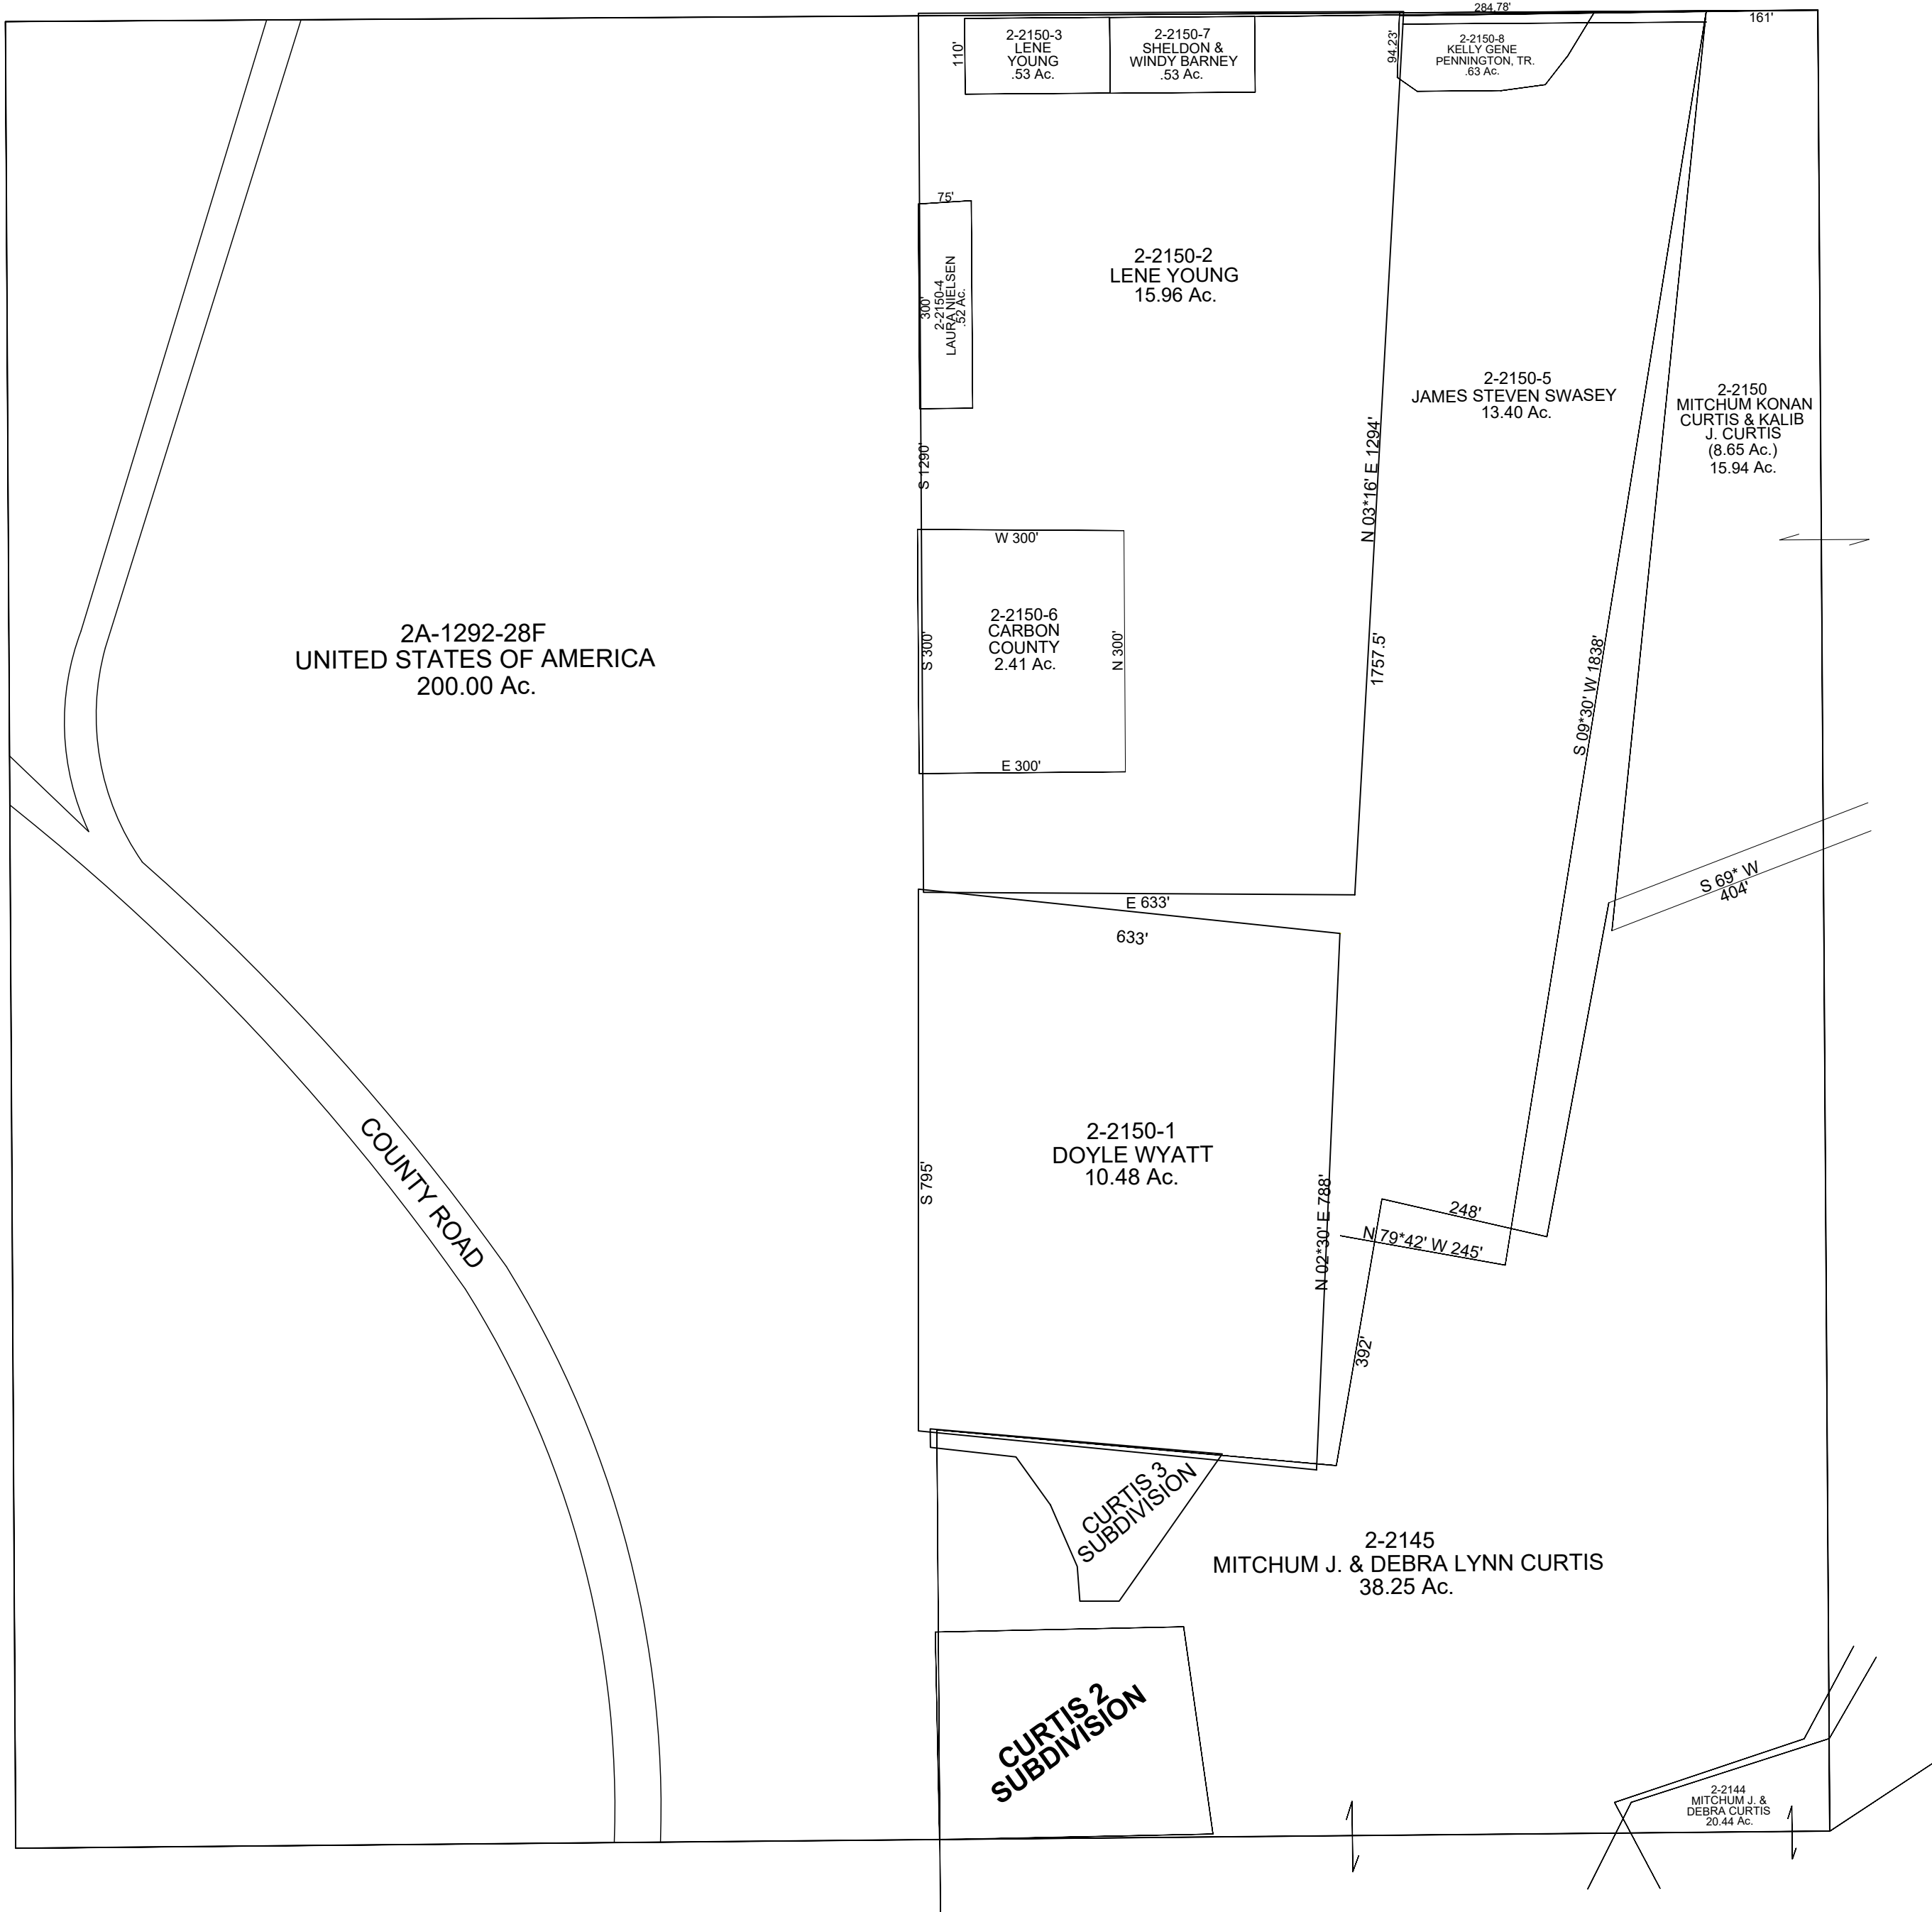 284.78'
161'
110'
2-2150-3
LENE
YOUNG
.53 Ac.
2-2150-7
SHELDON &
WINDY BARNEY
.53 Ac.
94.23'
2-2150-8
KELLY GENE
PENNINGTON, TR.
.63 Ac.
75'
300'
2-2150-4
LAURA NIELSEN
.52 Ac.
2-2150-2
LENE YOUNG
15.96 Ac.
S 1290'
N 03*16' E 1294'
2-2150-5
JAMES STEVEN SWASEY
13.40 Ac.
2-2150
MITCHUM KONAN
CURTIS & KALIB
J. CURTIS
(8.65 Ac.)
15.94 Ac.
W 300'
2-2150-6
CARBON
COUNTY
2.41 Ac.
S 300'
N 300'
E 300'
1757.5'
S 09*30' W 1838'
2A-1292-28F
UNITED STATES OF AMERICA
200.00 Ac.
S 69* W
404'
E 633'
633'
2-2150-1
DOYLE WYATT
10.48 Ac.
S 795'
N 02*30' E 788'
248'
N 79*42' W 245'
392'
COUNTY ROAD
CURTIS 3
SUBDIVISION
2-2145
MITCHUM J. & DEBRA LYNN CURTIS
38.25 Ac.
CURTIS 2
SUBDIVISION
2-2144
MITCHUM J. &
DEBRA CURTIS
20.44 Ac.